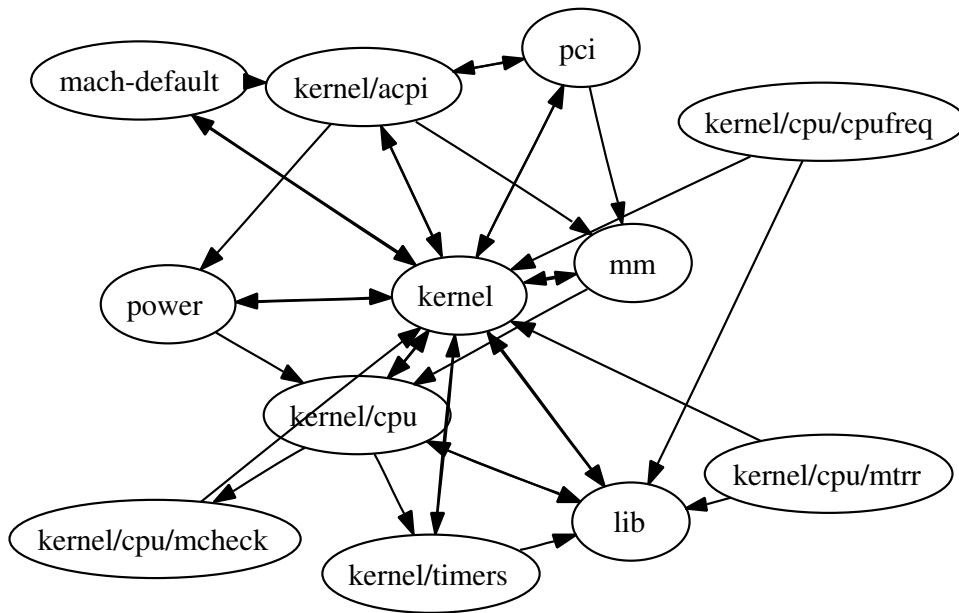 pci
mach-default
kernel/acpi
kernel/cpu/cpufreq
mm
kernel
power
kernel/cpu
kernel/cpu/mtrr
lib
kernel/cpu/mcheck
kernel/timers